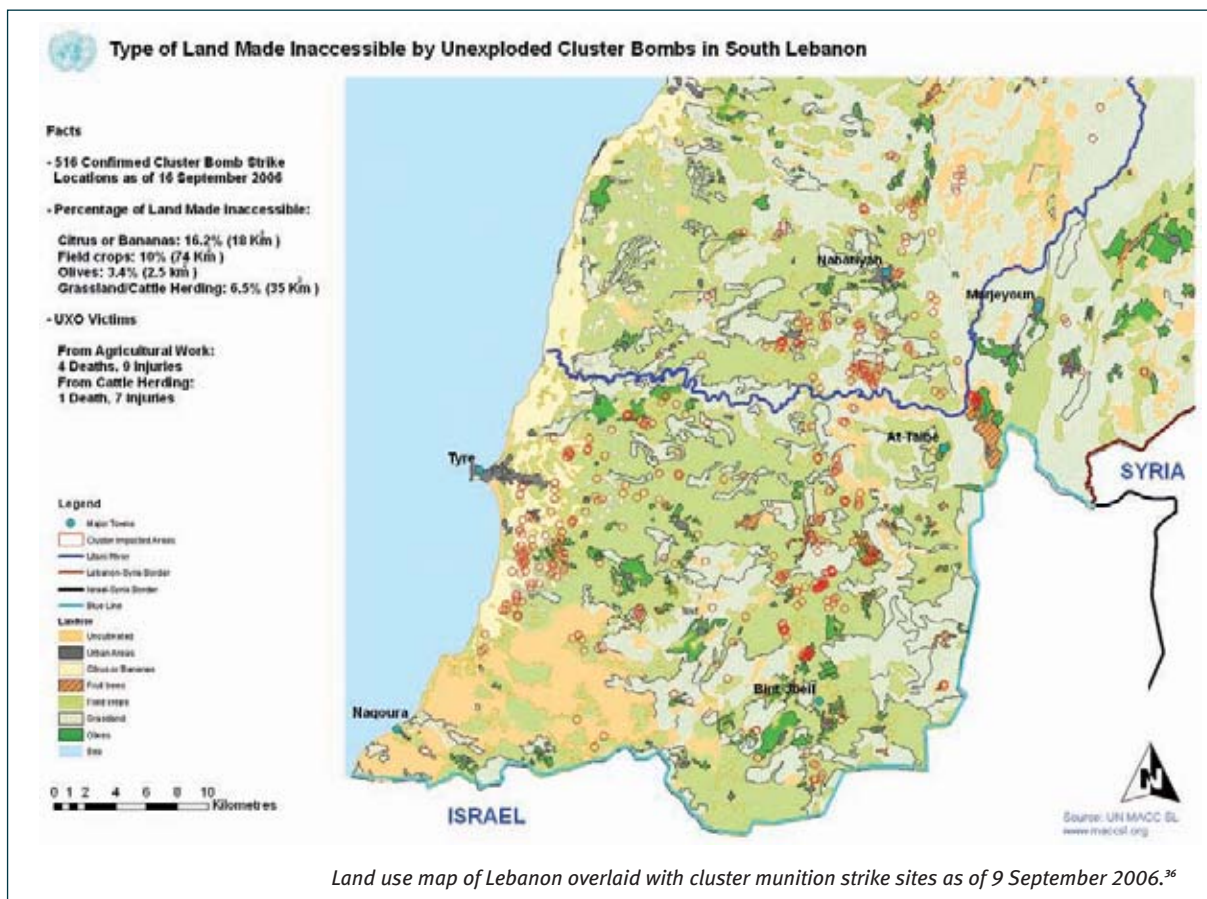 Type of Land Made Inaccessible by Unexploded Cluster Bombs in South Lebanon
Facts
- 516 Confirmed Cluster Bomb Strike
Locations as of 16 September 2006
- Percentage of Land Made Inaccessible:
Citrus or Bananas: 16.2% (18 Km²)
Field crops: 10% (74 Km²)
Olives: 3.4% (2.5 km²)
Grassland/Cattle Herding: 6.5% (35 Km²)
- UXO Victims
From Agricultural Work:
4 Deaths, 9 Injuries
From Cattle Herding:
1 Death, 7 Injuries
Legend
Major Towns
Cluster Impacted Areas
Litani River
Lebanon-Syria Border
Israel-Syria Border
Blue Line
Landuse
Uncultivated
Urban Areas
Citrus or Bananas
Fruit trees
Field crops
Grassland
Olives
Sea
0 1 2 4 6 8 10
Kilometres
Nabatiyah
Marjeyoun
At-Taibe
Tyre
SYRIA
Bint Jbeil
Naqoura
ISRAEL
N
Source: UN MACC SL
www.maccsl.org
Land use map of Lebanon overlaid with cluster munition strike sites as of 9 September 2006.³⁶